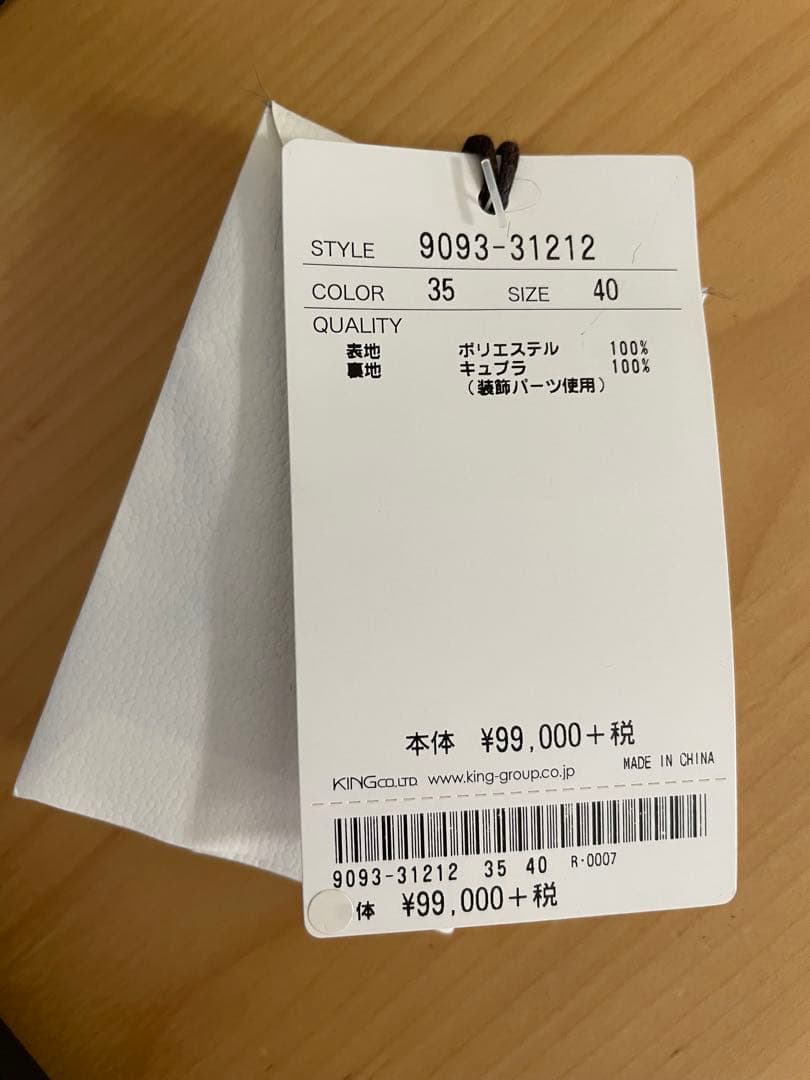 STYLE 9093-31212
COLOR 35 SIZE 40
QUALITY
表地 ポリエステル 100%
裏地 キュプラ 100%
(装飾パーツ使用)
本体 ¥99,000+税
MADE IN CHINA
KING CO.,LTD. www.king-group.co.jp
9093-31212 35 40 R-0007
体 ¥99,000+税